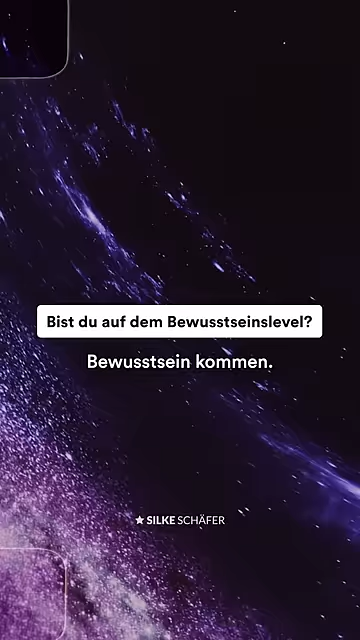 Bist du auf dem Bewusstseinslevel?
Bewusstsein kommen.
SILKE SCHÄFER